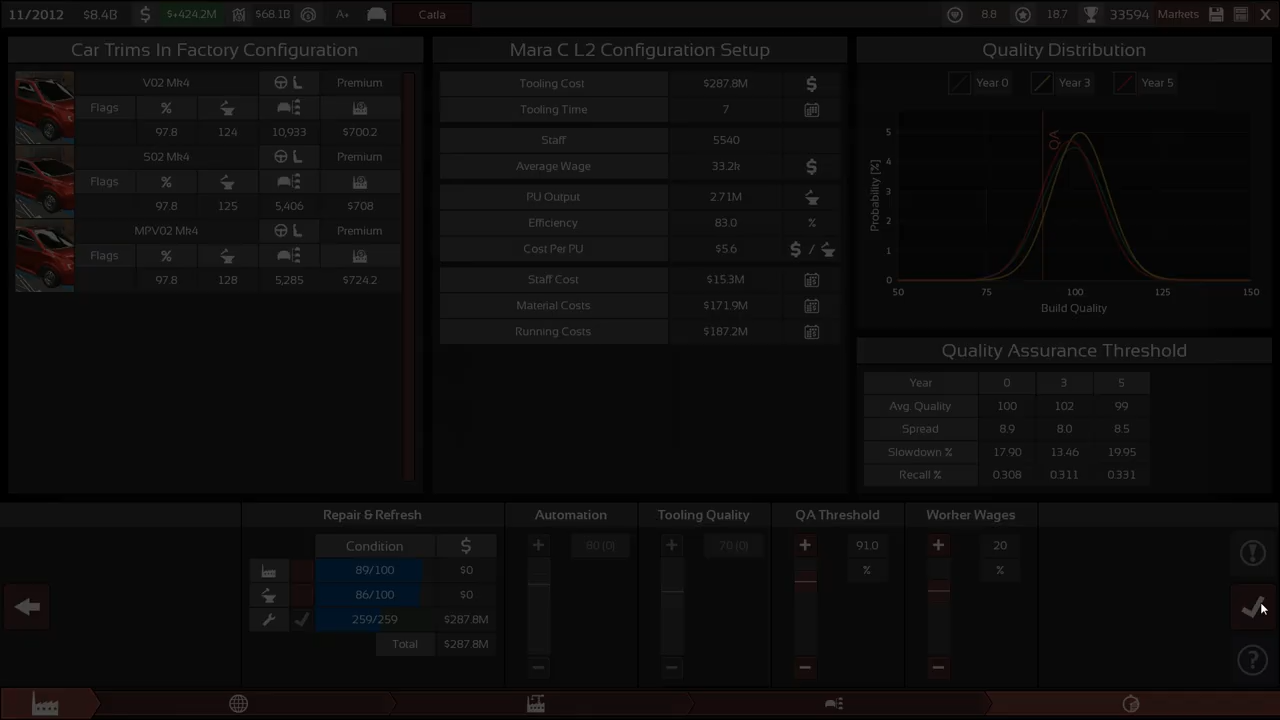 11/2012 $8.4B $+424.2M $68.1B A+ Catla 8.8 18.7 33594 Markets
Car Trims In Factory Configuration
V02 Mk4 Premium
Flags %
97.8 124 10,933 $700.2
S02 Mk4 Premium
Flags %
97.8 125 5,406 $708
MPV02 Mk4 Premium
Flags %
97.8 128 5,285 $724.2
Mara C L2 Configuration Setup
Tooling Cost $287.8M $
Tooling Time 7
Staff 5540
Average Wage 33.2k $
PU Output 2.71M
Efficiency 83.0 %
Cost Per PU $5.6 $ /
Staff Cost $15.3M
Material Costs $171.9M
Running Costs $187.2M
Quality Distribution
Year 0 Year 3 Year 5
QA
Probability [%]
5
4
3
2
1
0
50 75 100 125 150
Build Quality
Quality Assurance Threshold
Year 0 3 5
Avg. Quality 100 102 99
Spread 8.9 8.0 8.5
Slowdown % 17.90 13.46 19.95
Recall % 0.308 0.311 0.331
Repair & Refresh
Condition $
89/100 $0
86/100 $0
259/259 $287.8M
Total $287.8M
Automation
80 (0)
Tooling Quality
70 (0)
QA Threshold
91.0
%
Worker Wages
20
%